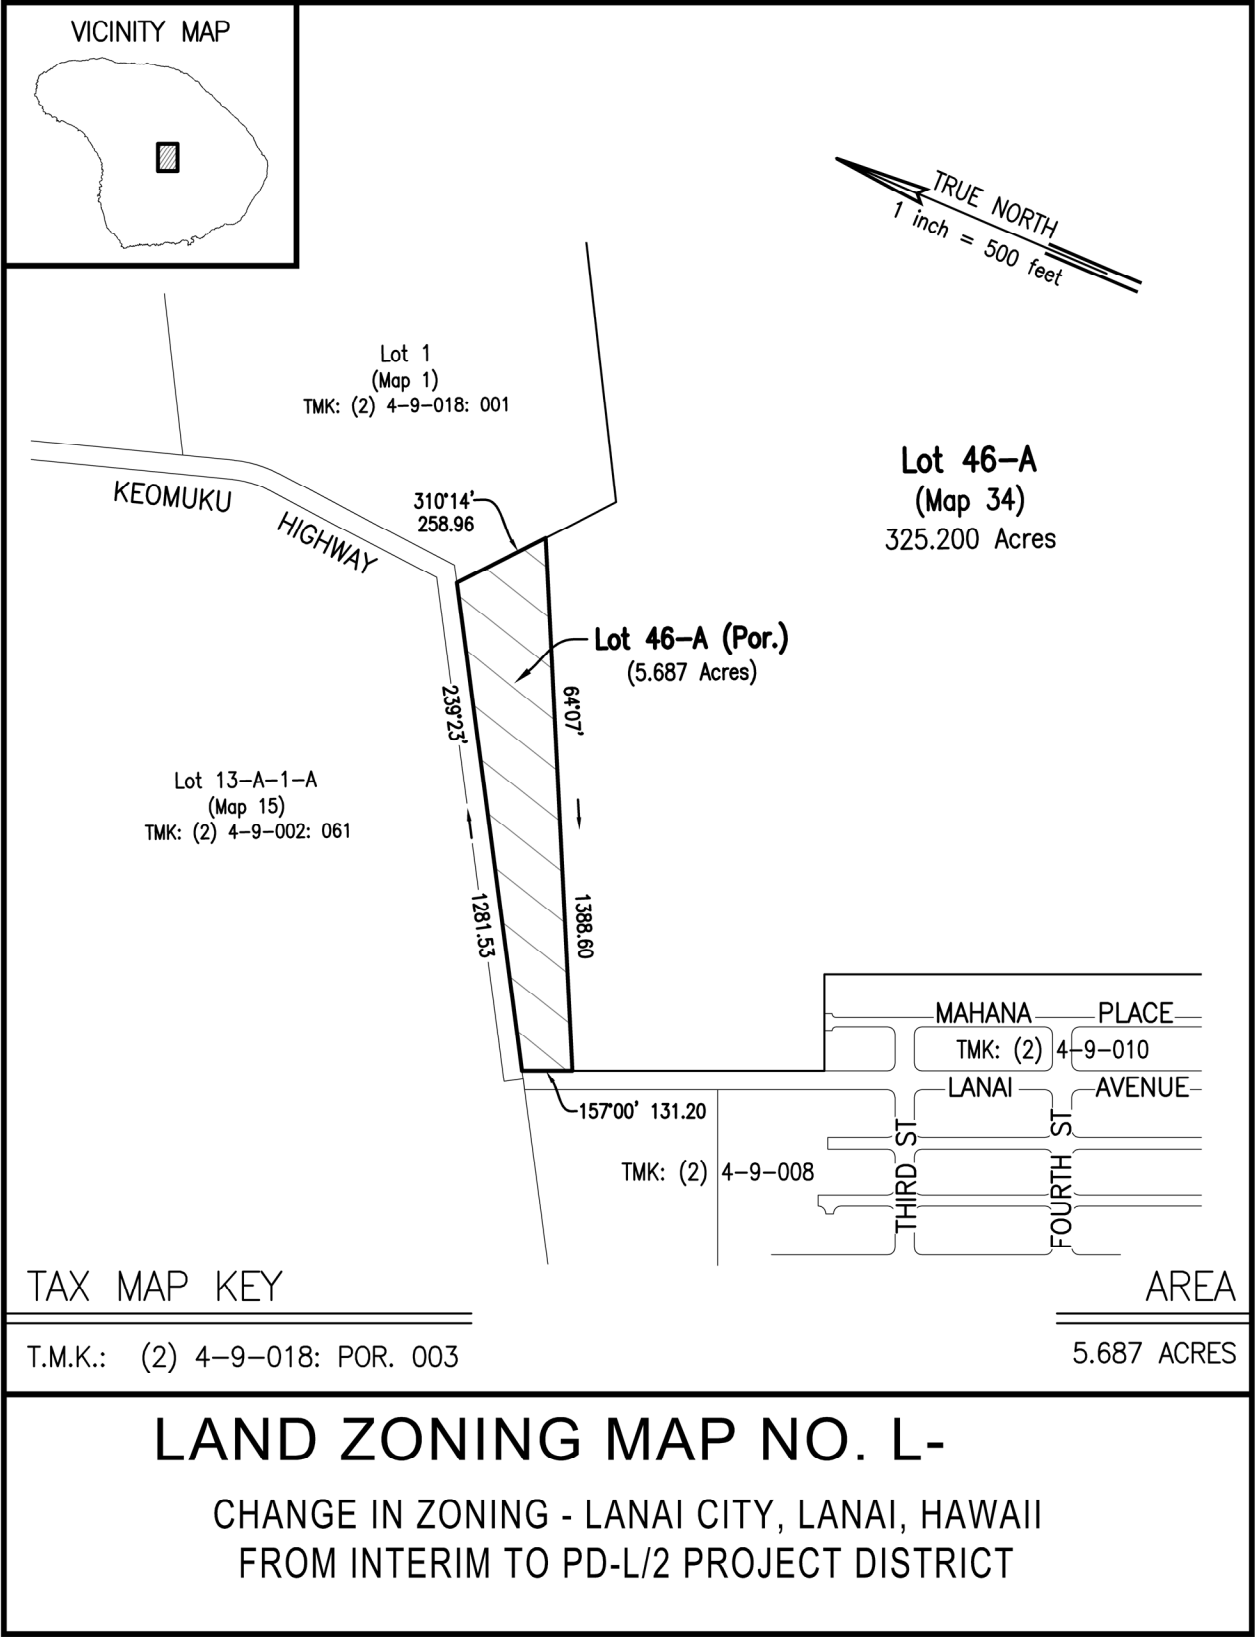 VICINITY MAP
TRUE NORTH
1 inch = 500 feet
Lot 1
(Map 1)
TMK: (2) 4-9-018: 001
KEOMUKU
HIGHWAY
310°14'
258.96
Lot 46-A
(Map 34)
325.200 Acres
Lot 46-A (Por.)
(5.687 Acres)
239°23'
64°07'
Lot 13-A-1-A
(Map 15)
TMK: (2) 4-9-002: 061
1281.53
1388.60
MAHANA PLACE
TMK: (2) 4-9-010
LANAI AVENUE
157°00' 131.20
THIRD ST
FOURTH ST
TMK: (2) 4-9-008
TAX MAP KEY
AREA
T.M.K.: (2) 4-9-018: POR. 003
5.687 ACRES
LAND ZONING MAP NO. L-
CHANGE IN ZONING - LANAI CITY, LANAI, HAWAII
FROM INTERIM TO PD-L/2 PROJECT DISTRICT